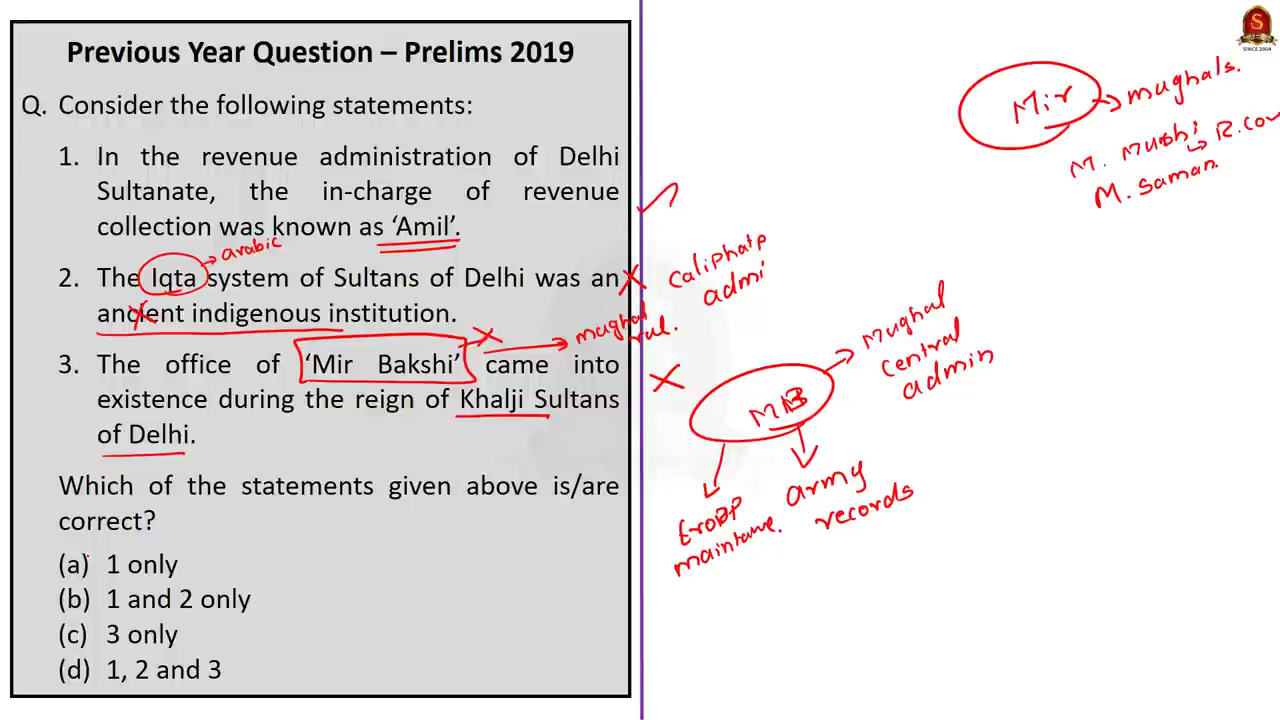 Previous Year Question – Prelims 2019
Q. Consider the following statements:
1. In the revenue administration of Delhi
Sultanate, the in-charge of revenue
collection was known as ‘Amil’.
arabic
2. The Iqta system of Sultans of Delhi was an
ancient indigenous institution.
3. The office of ‘Mir Bakshi’ came into
existence during the reign of Khalji Sultans
of Delhi.
Which of the statements given above is/are
correct?
(a) 1 only
(b) 1 and 2 only
(c) 3 only
(d) 1, 2 and 3
S
SINCE 2004
Mir
mughals.
M.
R. cou
M. Saman
admi
mughal
Mughal
central
admin
MB
army
records